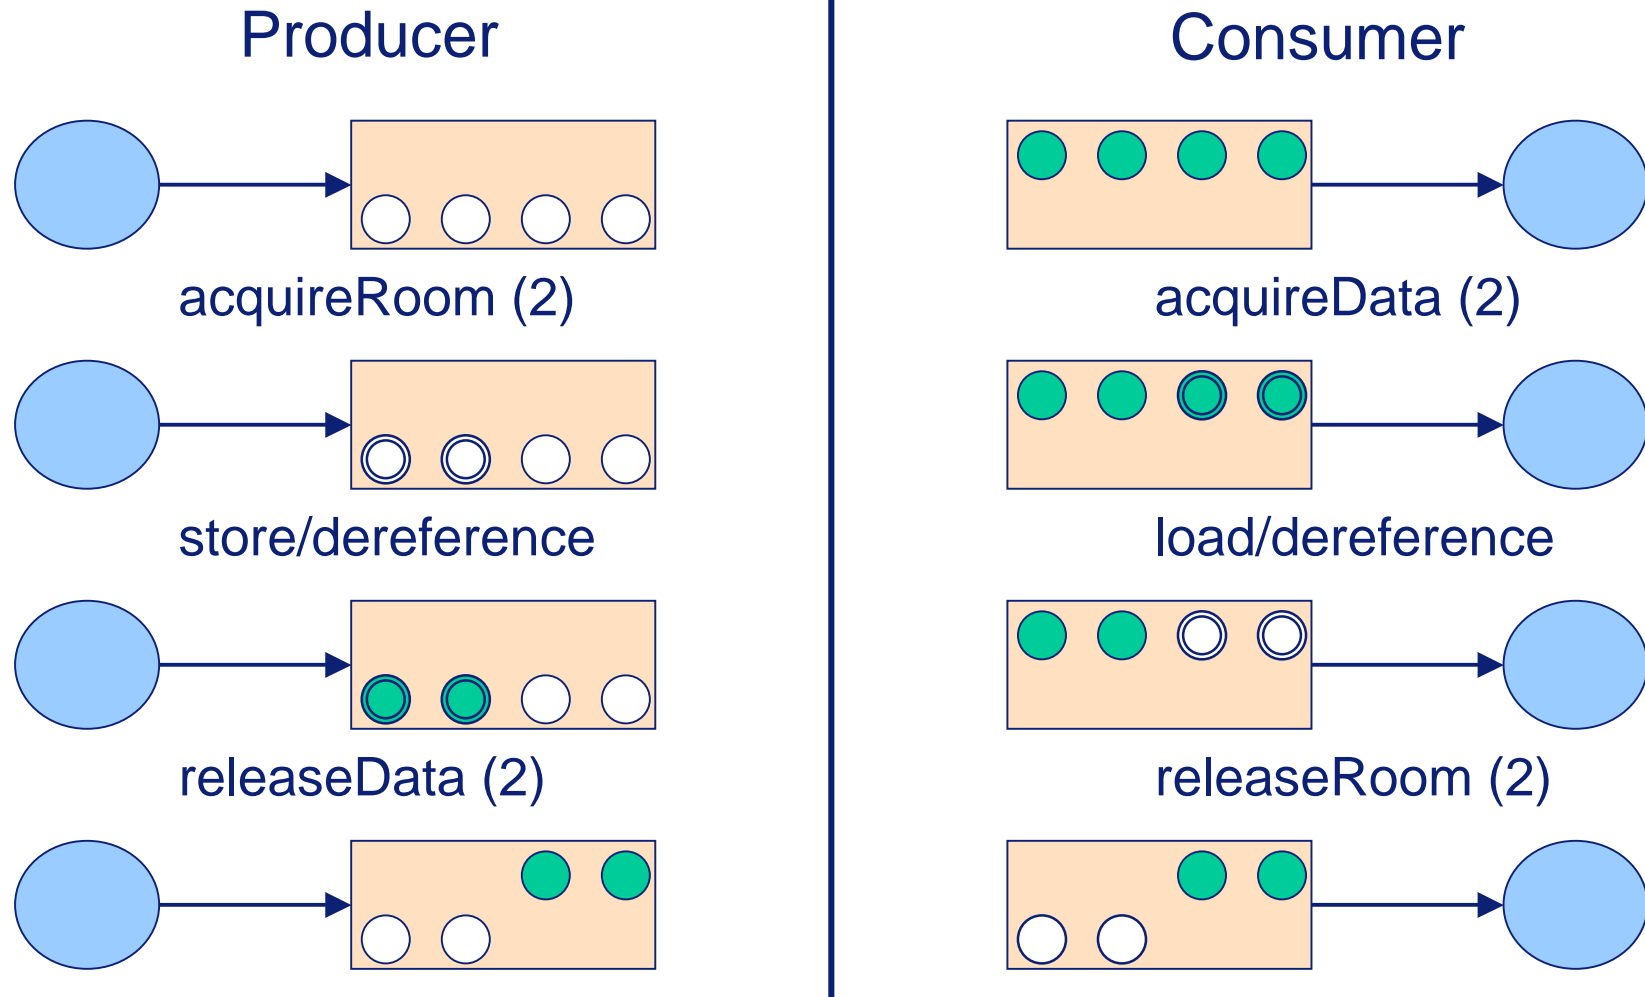 Producer
acquireRoom (2)
store/dereference
releaseData (2)
Consumer
acquireData (2)
load/dereference
releaseRoom (2)